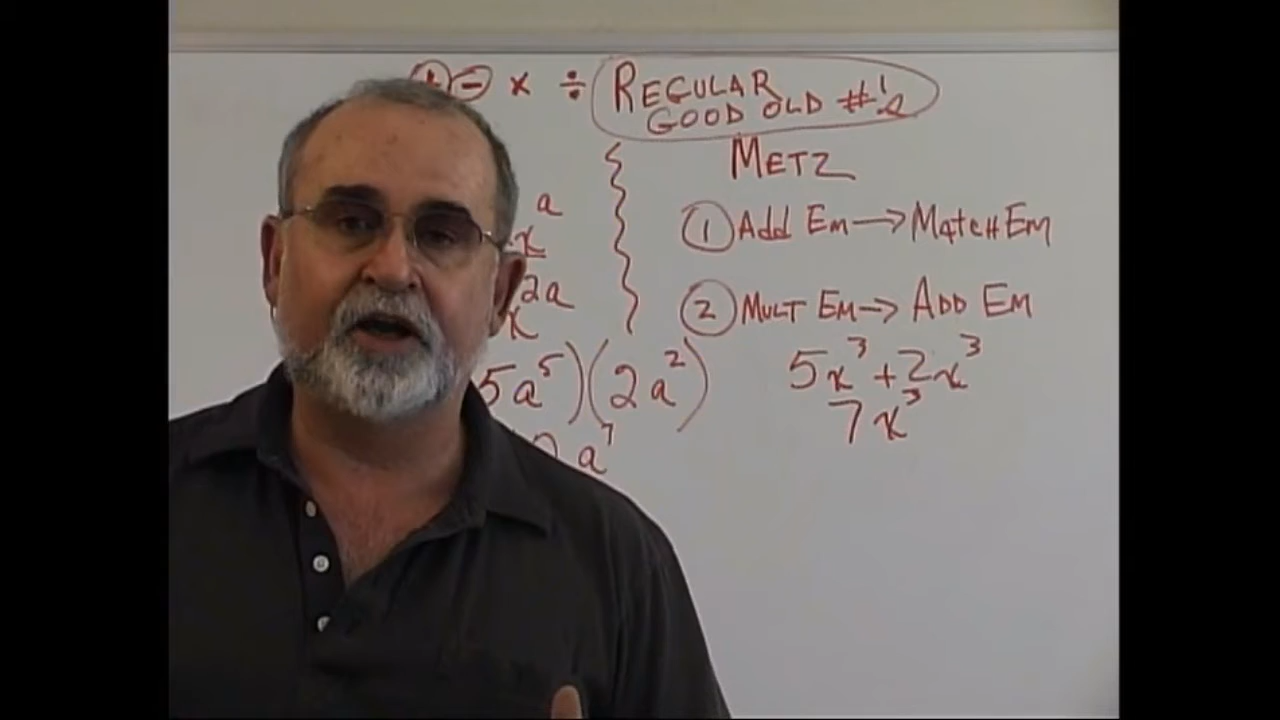 + - × ÷ REGULAR
GOOD OLD #'s
METZ
a
x
① Add Em → MatcH Em
2a
x
② MULT EM → ADD EM
5a⁵)(2a²)
5x³ + 2x³
7x³
0a⁷